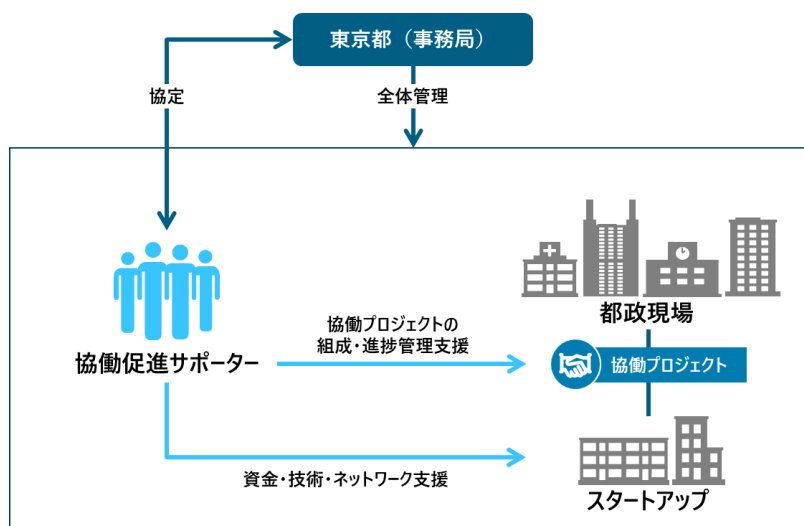 東京都（事務局）
協定
全体管理
都政現場
協働プロジェクトの
組成・進捗管理支援
協働促進サポーター
協働プロジェクト
資金・技術・ネットワーク支援
スタートアップ